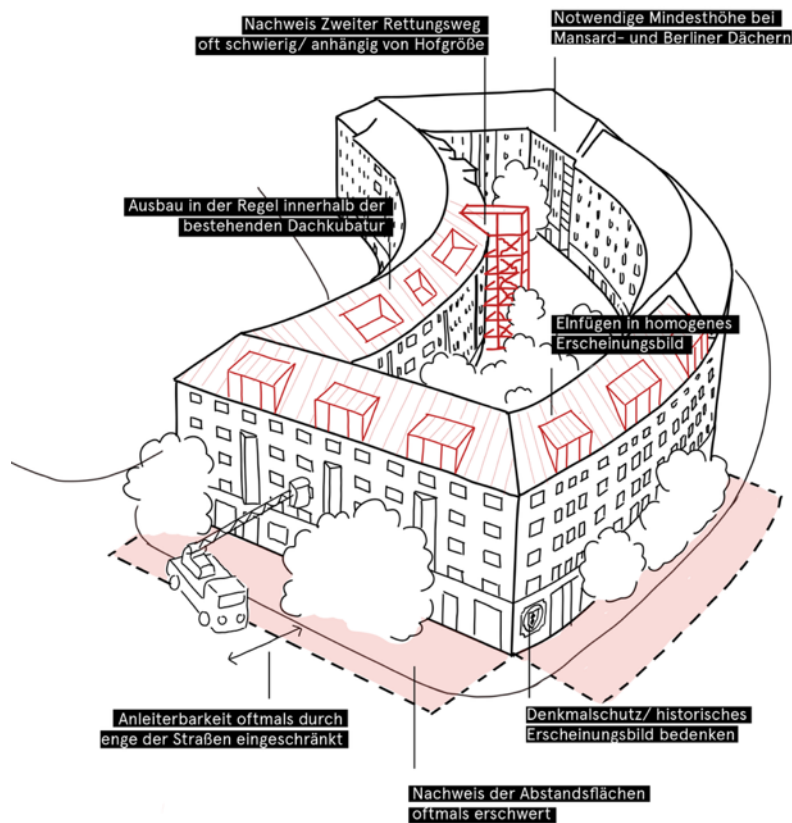 Nachweis Zweiter Rettungsweg
oft schwierig/ anhängig von Hofgröße
Notwendige Mindesthöhe bei
Mansard- und Berliner Dächern
Ausbau in der Regel innerhalb der
bestehenden Dachkubatur
EInfügen in homogenes
Erscheinungsbild
Anleiterbarkeit oftmals durch
enge der Straßen eingeschränkt
Denkmalschutz/ historisches
Erscheinungsbild bedenken
Nachweis der Abstandsflächen
oftmals erschwert